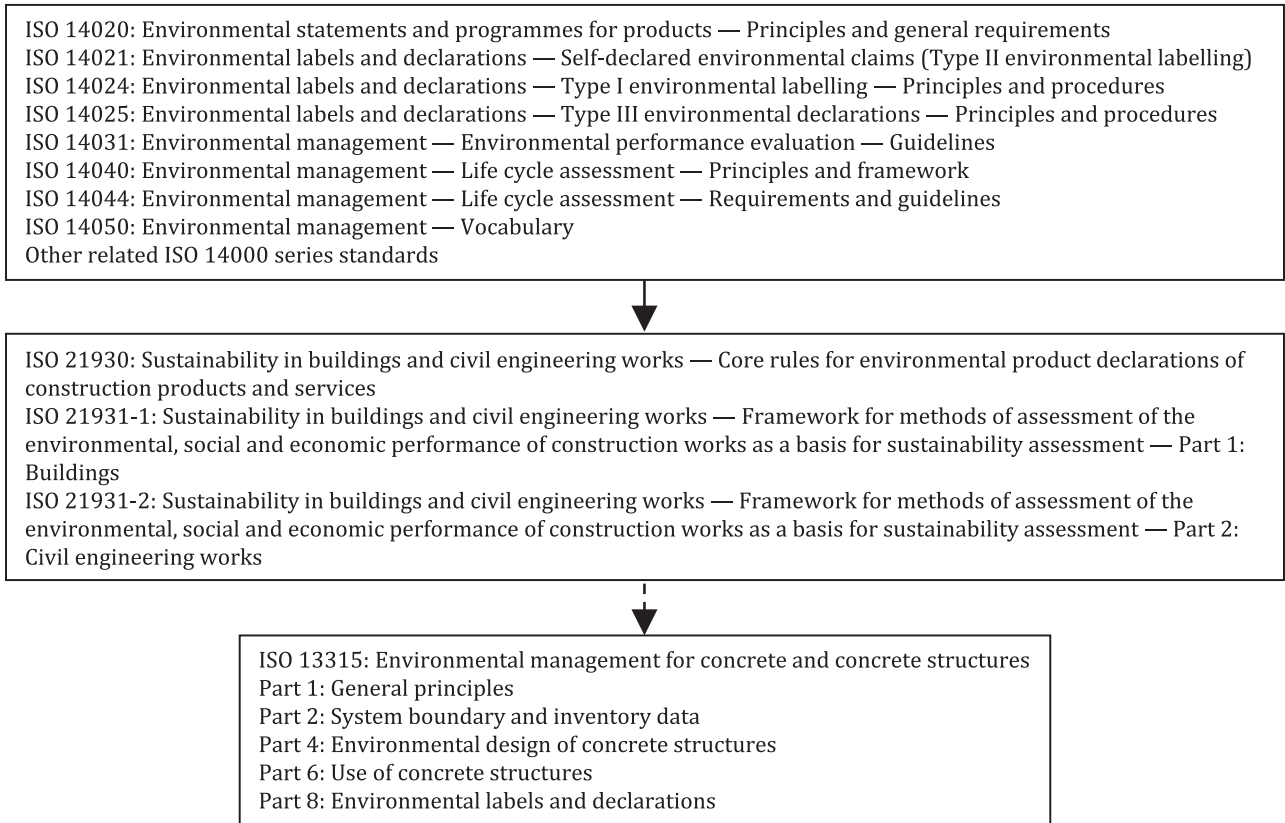 ISO 14020: Environmental statements and programmes for products — Principles and general requirements
ISO 14021: Environmental labels and declarations — Self-declared environmental claims (Type II environmental labelling)
ISO 14024: Environmental labels and declarations — Type I environmental labelling — Principles and procedures
ISO 14025: Environmental labels and declarations — Type III environmental declarations — Principles and procedures
ISO 14031: Environmental management — Environmental performance evaluation — Guidelines
ISO 14040: Environmental management — Life cycle assessment — Principles and framework
ISO 14044: Environmental management — Life cycle assessment — Requirements and guidelines
ISO 14050: Environmental management — Vocabulary
Other related ISO 14000 series standards
ISO 21930: Sustainability in buildings and civil engineering works — Core rules for environmental product declarations of
construction products and services
ISO 21931-1: Sustainability in buildings and civil engineering works — Framework for methods of assessment of the
environmental, social and economic performance of construction works as a basis for sustainability assessment — Part 1:
Buildings
ISO 21931-2: Sustainability in buildings and civil engineering works — Framework for methods of assessment of the
environmental, social and economic performance of construction works as a basis for sustainability assessment — Part 2:
Civil engineering works
ISO 13315: Environmental management for concrete and concrete structures
Part 1: General principles
Part 2: System boundary and inventory data
Part 4: Environmental design of concrete structures
Part 6: Use of concrete structures
Part 8: Environmental labels and declarations